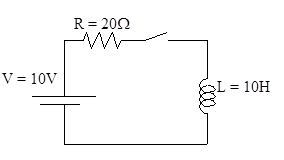 R = 20Ω
V = 10V
L = 10H